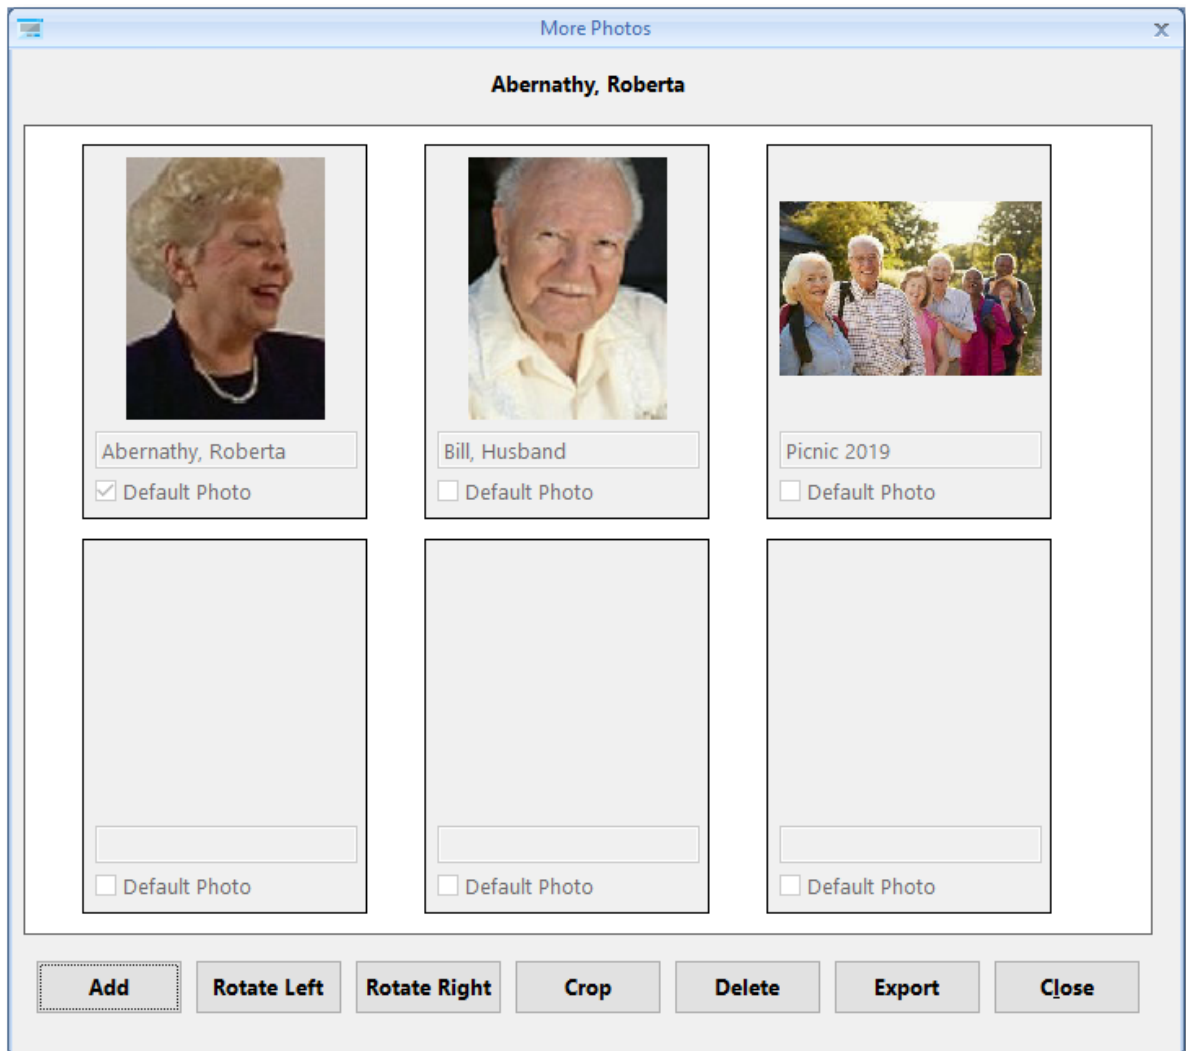 More Photos
x
Abernathy, Roberta
Abernathy, Roberta
Bill, Husband
Picnic 2019
Default Photo
Default Photo
Default Photo
Default Photo
Default Photo
Default Photo
Add
Rotate Left
Rotate Right
Crop
Delete
Export
Close